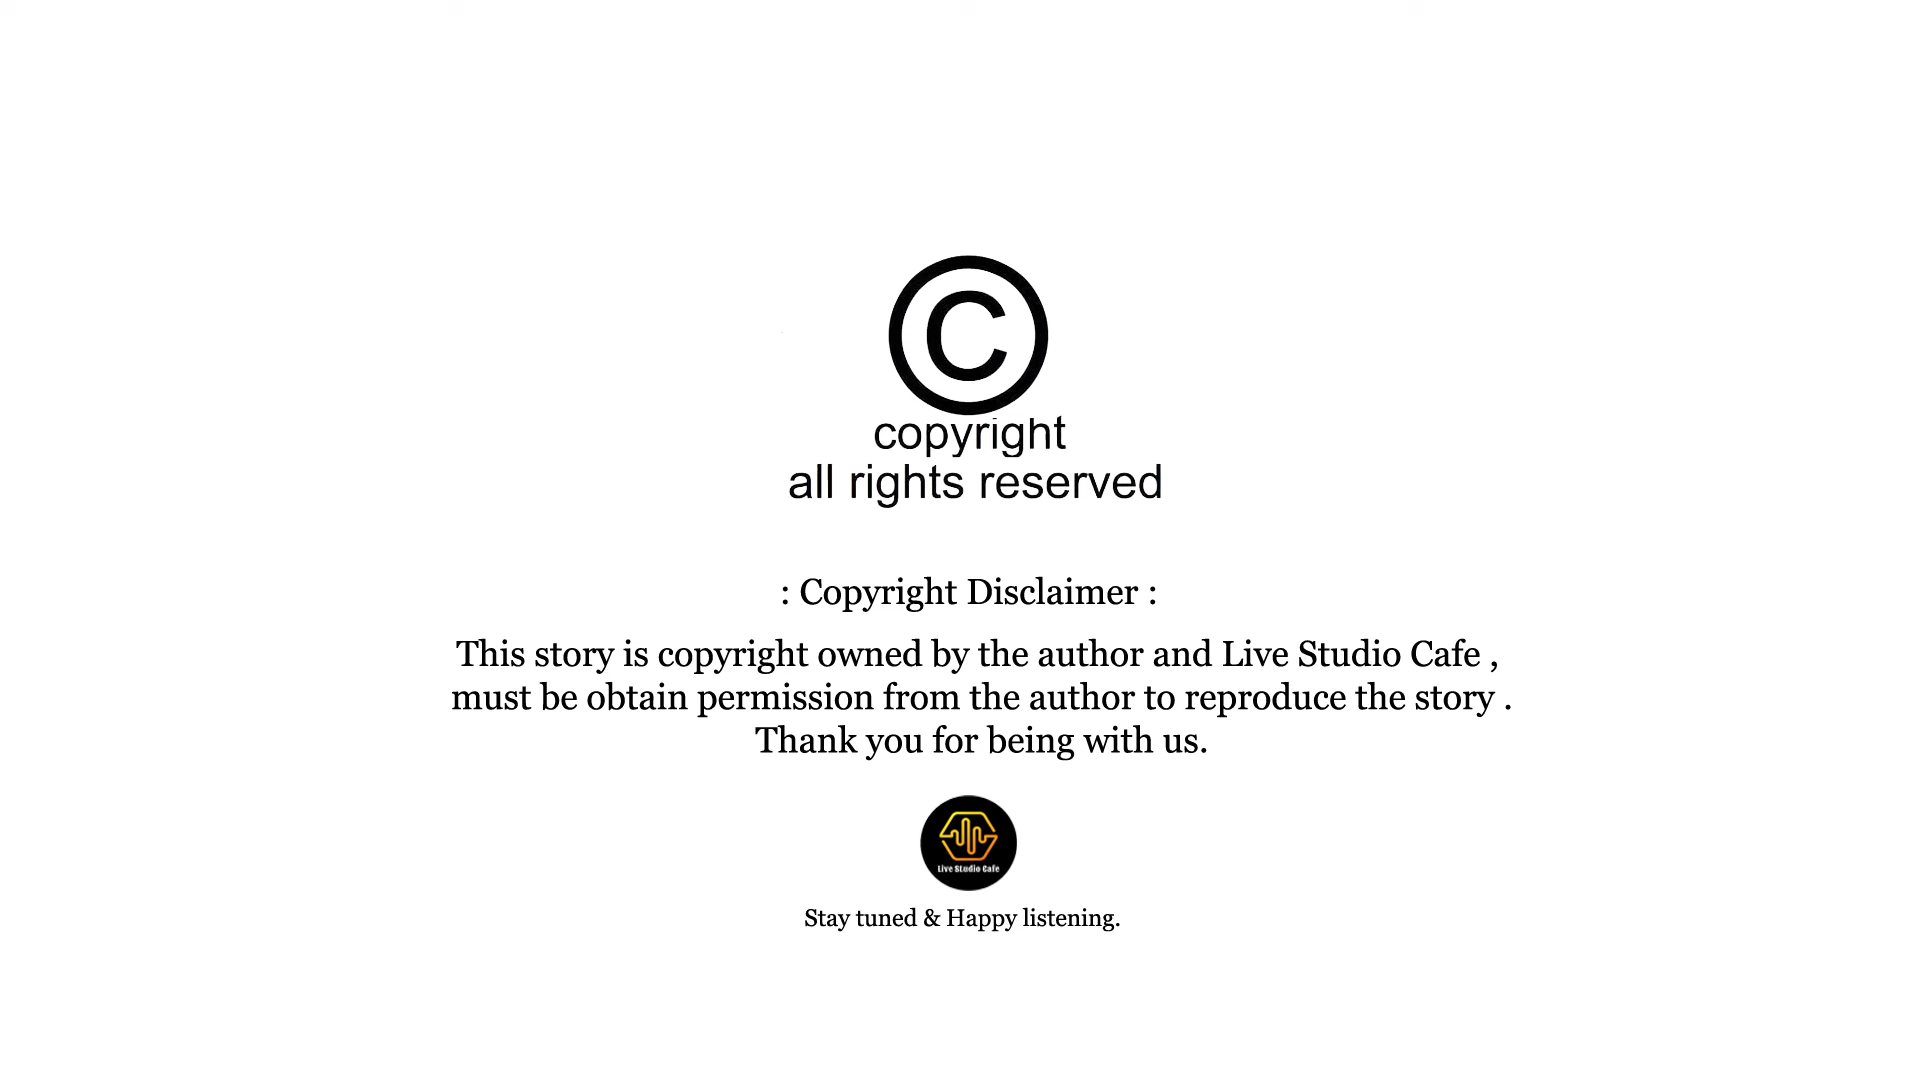 ©
copyright
all rights reserved
: Copyright Disclaimer :
This story is copyright owned by the author and Live Studio Cafe ,
must be obtain permission from the author to reproduce the story .
Thank you for being with us.
Live Studio Cafe
Stay tuned & Happy listening.